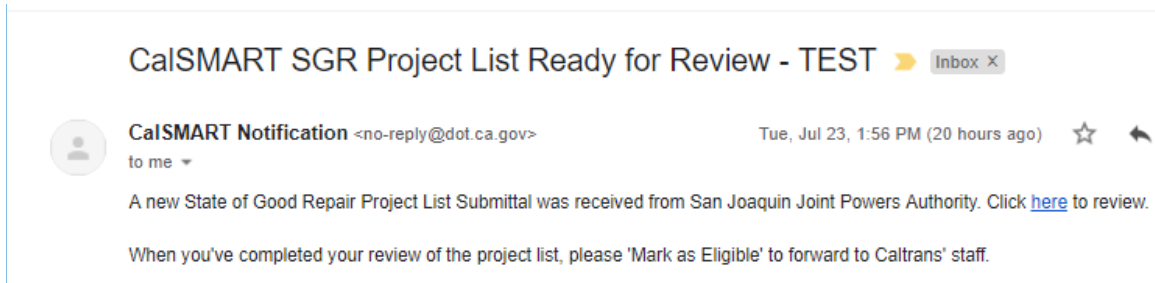 CalSMART SGR Project List Ready for Review - TEST Inbox X
CalSMART Notification <no-reply@dot.ca.gov> Tue, Jul 23, 1:56 PM (20 hours ago)
to me
A new State of Good Repair Project List Submittal was received from San Joaquin Joint Powers Authority. Click here to review.
When you've completed your review of the project list, please 'Mark as Eligible' to forward to Caltrans' staff.